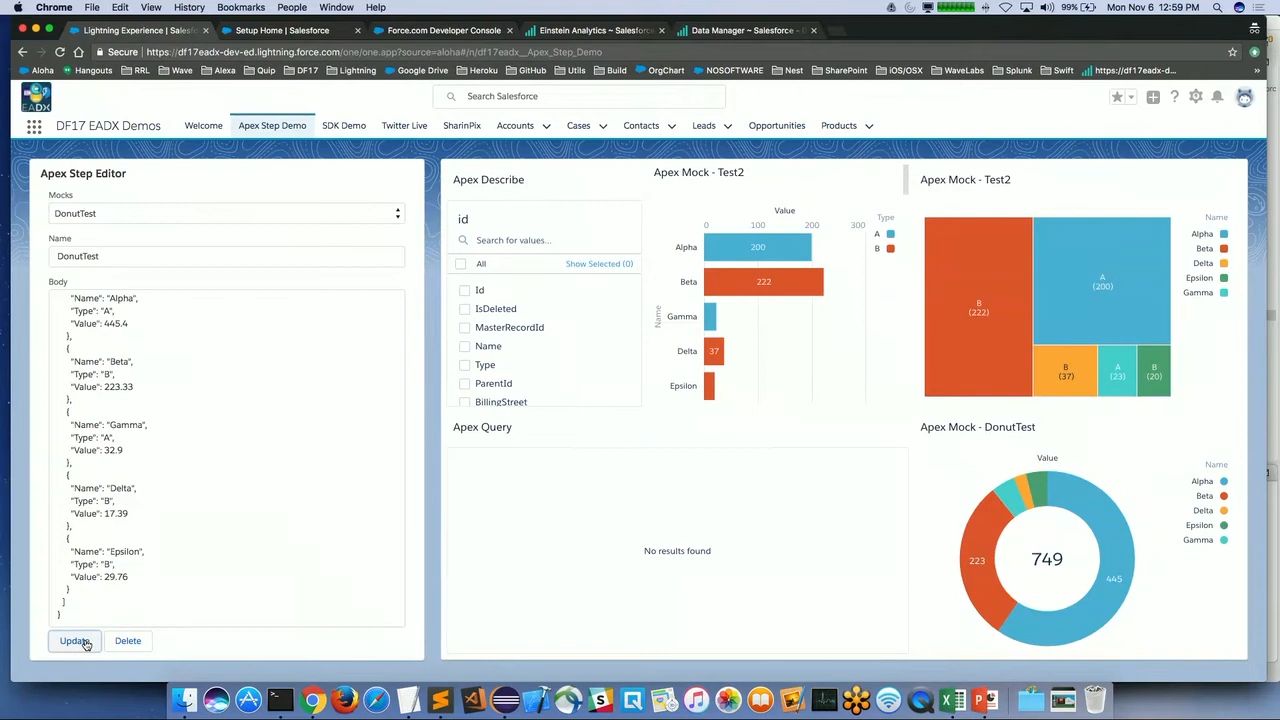 Chrome File Edit View History Bookmarks People Window Help
99% Mon Nov 6 12:59 PM
Lightning Experience | Salesf
Setup Home | Salesforce
Force.com Developer Console
Einstein Analytics ~ Salesforc
Data Manager ~ Salesforce -
Secure https://df17eadx-dev-ed.lightning.force.com/one/one.app?source=aloha#/n/df17eadx__Apex_Step_Demo
Aloha Hangouts RRL Wave Alexa Quip DF17 Lightning Google Drive Heroku GitHub Utils Build OrgChart NOSOFTWARE Nest SharePoint iOS/OSX WaveLabs Splunk Swift https://df17eadx-d...
EADX
Search Salesforce
DF17 EADX Demos
Welcome
Apex Step Demo
SDK Demo
Twitter Live
SharinPix
Accounts
Cases
Contacts
Leads
Opportunities
Products
Apex Step Editor
Mocks
DonutTest
Name
DonutTest
Body
"Name": "Alpha",
"Type": "A",
"Value": 445.4
},
{
"Name": "Beta",
"Type": "B",
"Value": 223.33
},
{
"Name": "Gamma",
"Type": "A",
"Value": 32.9
},
{
"Name": "Delta",
"Type": "B",
"Value": 17.39
},
{
"Name": "Epsilon",
"Type": "B",
"Value": 29.76
}
]
}
Update
Delete
Apex Describe
id
Search for values...
All
Show Selected (0)
Id
IsDeleted
MasterRecordId
Name
Type
ParentId
BillingStreet
Apex Mock - Test2
Value
0 100 200 300
Type
A
B
Name
Alpha 200
Beta 222
Gamma
Delta 37
Epsilon
Apex Mock - Test2
B
(222)
A
(200)
B
(37)
A
(23)
B
(20)
Name
Alpha
Beta
Delta
Epsilon
Gamma
Apex Query
No results found
Apex Mock - DonutTest
Value
749
223
445
Name
Alpha
Beta
Delta
Epsilon
Gamma